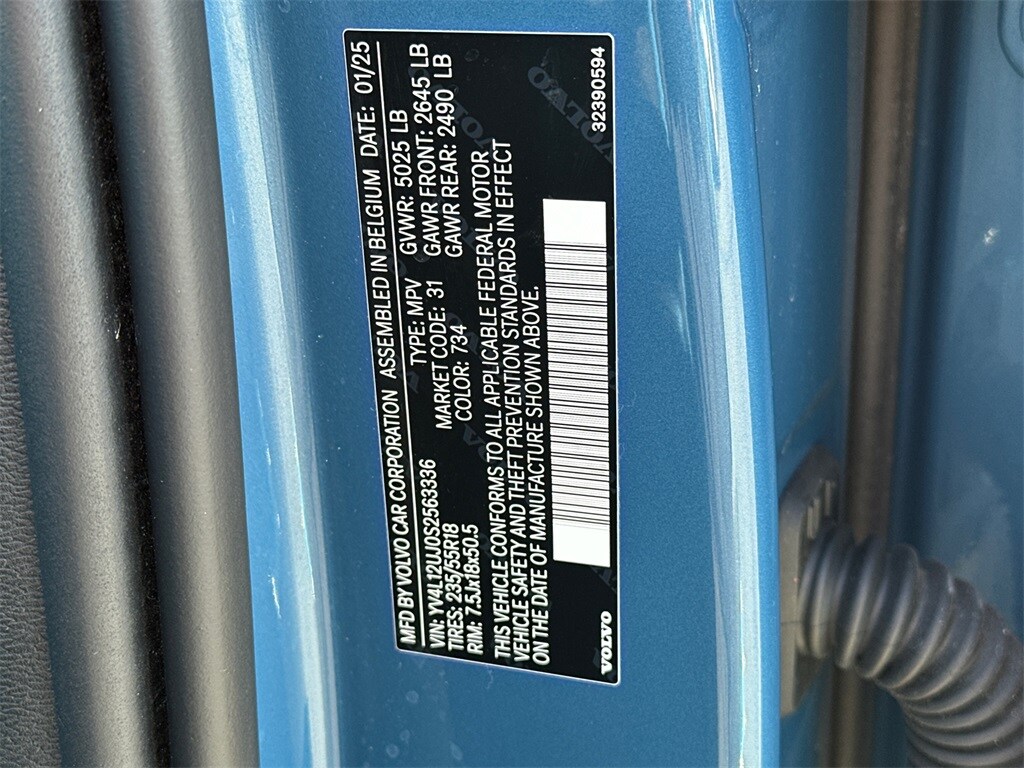 MFD BY VOLVO CAR CORPORATION ASSEMBLED IN BELGIUM DATE: 01/25
VIN: YV4L12UJ0S2563336 TYPE: MPV GVWR: 5025 LB
TIRES: 235/55R18 MARKET CODE: 31 GAWR FRONT: 2645 LB
RIM: 7.5Jx18x50.5 COLOR: 734 GAWR REAR: 2490 LB
THIS VEHICLE CONFORMS TO ALL APPLICABLE FEDERAL MOTOR
VEHICLE SAFETY AND THEFT PREVENTION STANDARDS IN EFFECT
ON THE DATE OF MANUFACTURE SHOWN ABOVE.
VOLVO 32390594